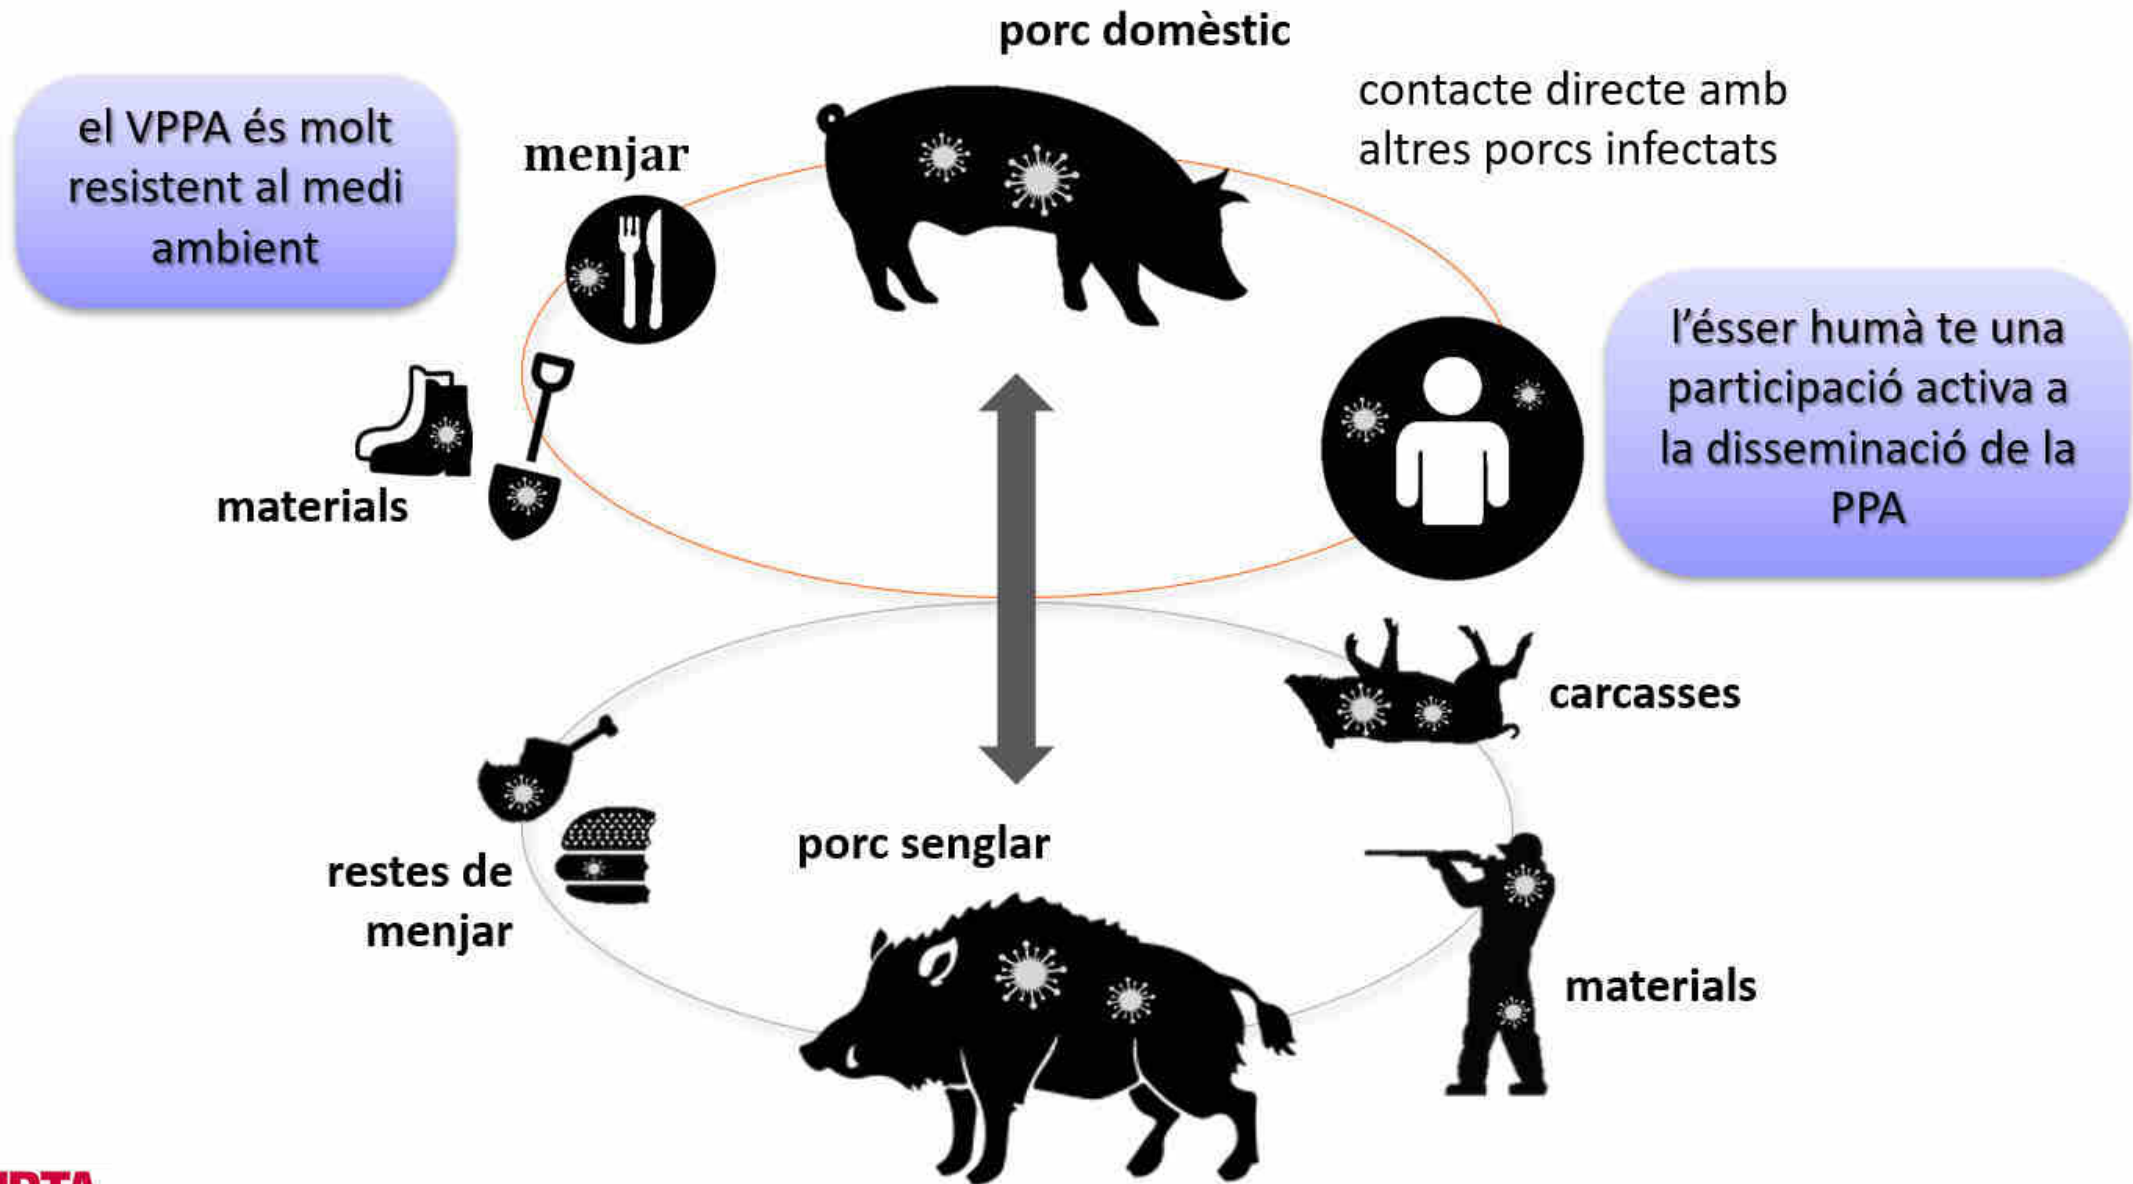 porc domèstic
contacte directe amb
altres porcs infectats
el VPPA és molt
resistent al medi
ambient
menjar
l'ésser humà te una
participació activa a
la disseminació de la
PPA
materials
carcasses
porc senglar
restes de
menjar
materials